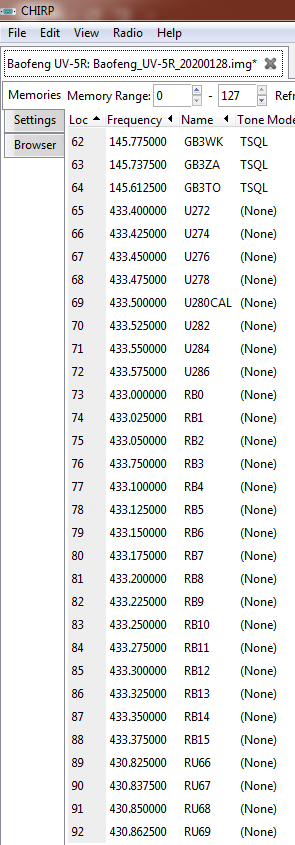 CHIRP
File Edit View Radio Help
Baofeng UV-5R: Baofeng_UV-5R_20200128.img*
Memories Memory Range: 0 - 127 Refr
Settings
Browser
Loc Frequency Name Tone Mode
62 145.775000 GB3WK TSQL
63 145.737500 GB3ZA TSQL
64 145.612500 GB3TO TSQL
65 433.400000 U272 (None)
66 433.425000 U274 (None)
67 433.450000 U276 (None)
68 433.475000 U278 (None)
69 433.500000 U280CAL (None)
70 433.525000 U282 (None)
71 433.550000 U284 (None)
72 433.575000 U286 (None)
73 433.000000 RB0 (None)
74 433.025000 RB1 (None)
75 433.050000 RB2 (None)
76 433.750000 RB3 (None)
77 433.100000 RB4 (None)
78 433.125000 RB5 (None)
79 433.150000 RB6 (None)
80 433.175000 RB7 (None)
81 433.200000 RB8 (None)
82 433.225000 RB9 (None)
83 433.250000 RB10 (None)
84 433.275000 RB11 (None)
85 433.300000 RB12 (None)
86 433.325000 RB13 (None)
87 433.350000 RB14 (None)
88 433.375000 RB15 (None)
89 430.825000 RU66 (None)
90 430.837500 RU67 (None)
91 430.850000 RU68 (None)
92 430.862500 RU69 (None)